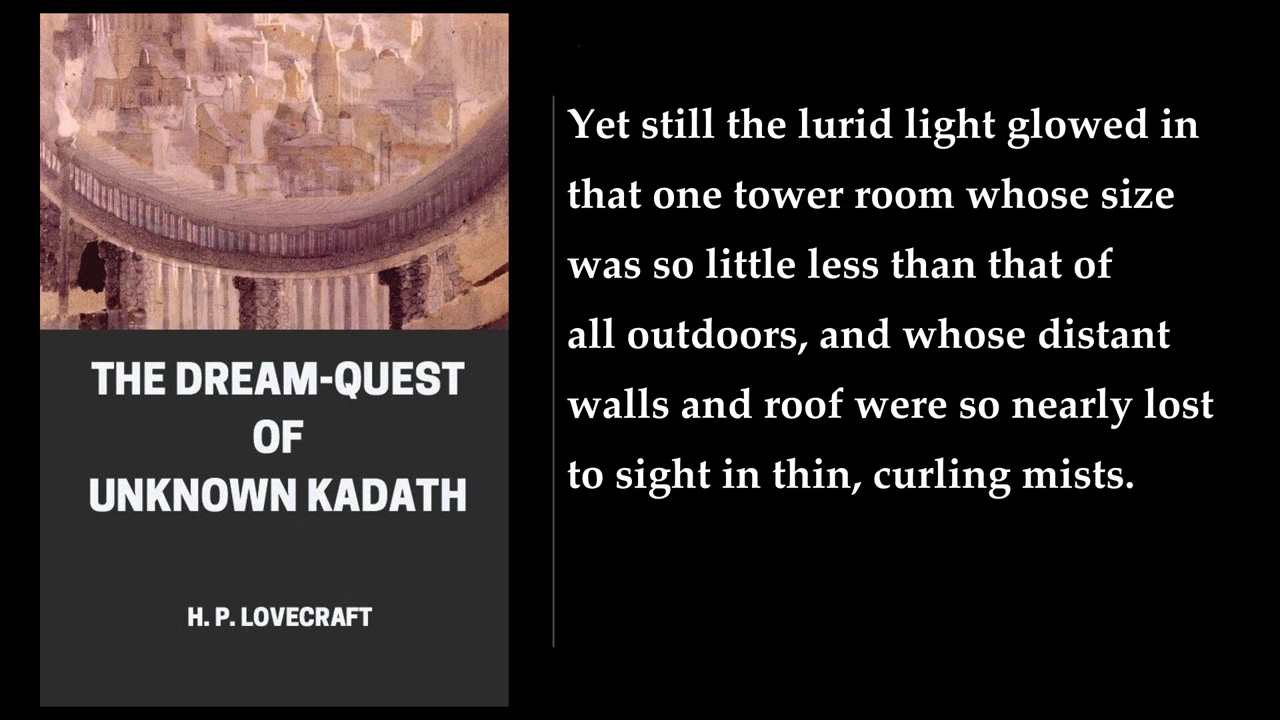 THE DREAM-QUEST
OF
UNKNOWN KADATH
H. P. LOVECRAFT
Yet still the lurid light glowed in
that one tower room whose size
was so little less than that of
all outdoors, and whose distant
walls and roof were so nearly lost
to sight in thin, curling mists.